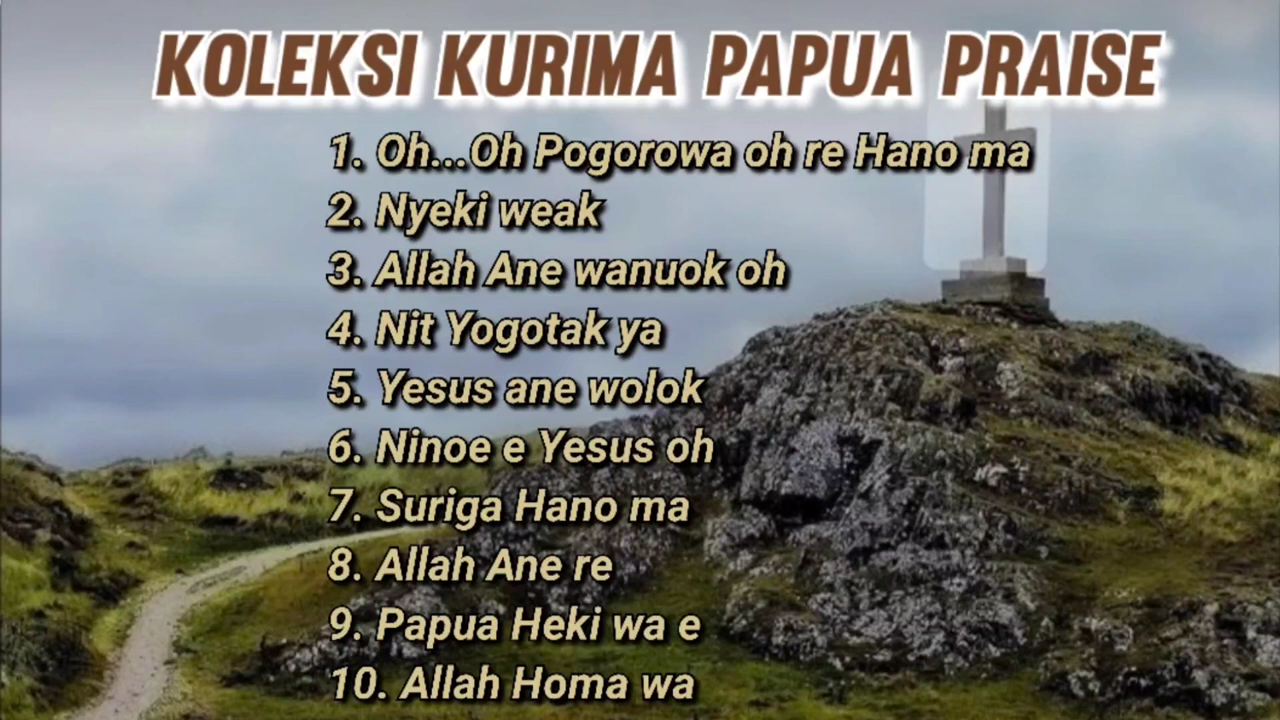 KOLEKSI KURIMA PAPUA PRAISE
1. Oh...Oh Pogorowa oh re Hano ma
2. Nyeki weak
3. Allah Ane wanuok oh
4. Nit Yogotak ya
5. Yesus ane wolok
6. Ninoe e Yesus oh
7. Suriga Hano ma
8. Allah Ane re
9. Papua Heki wa e
10. Allah Homa wa